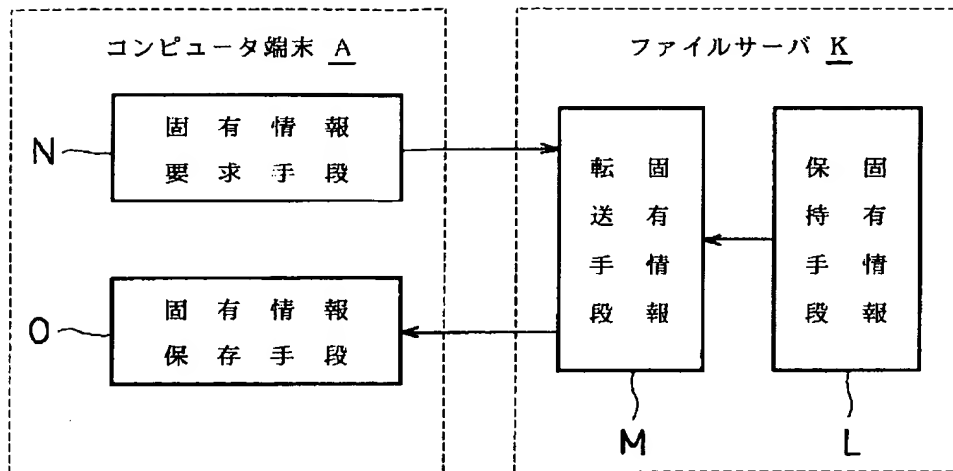 コンピュータ端末 A
N
固有情報
要求手段
O
固有情報
保存手段
ファイルサーバ K
固有情報
転送手段
M
固有情報
保持手段
L